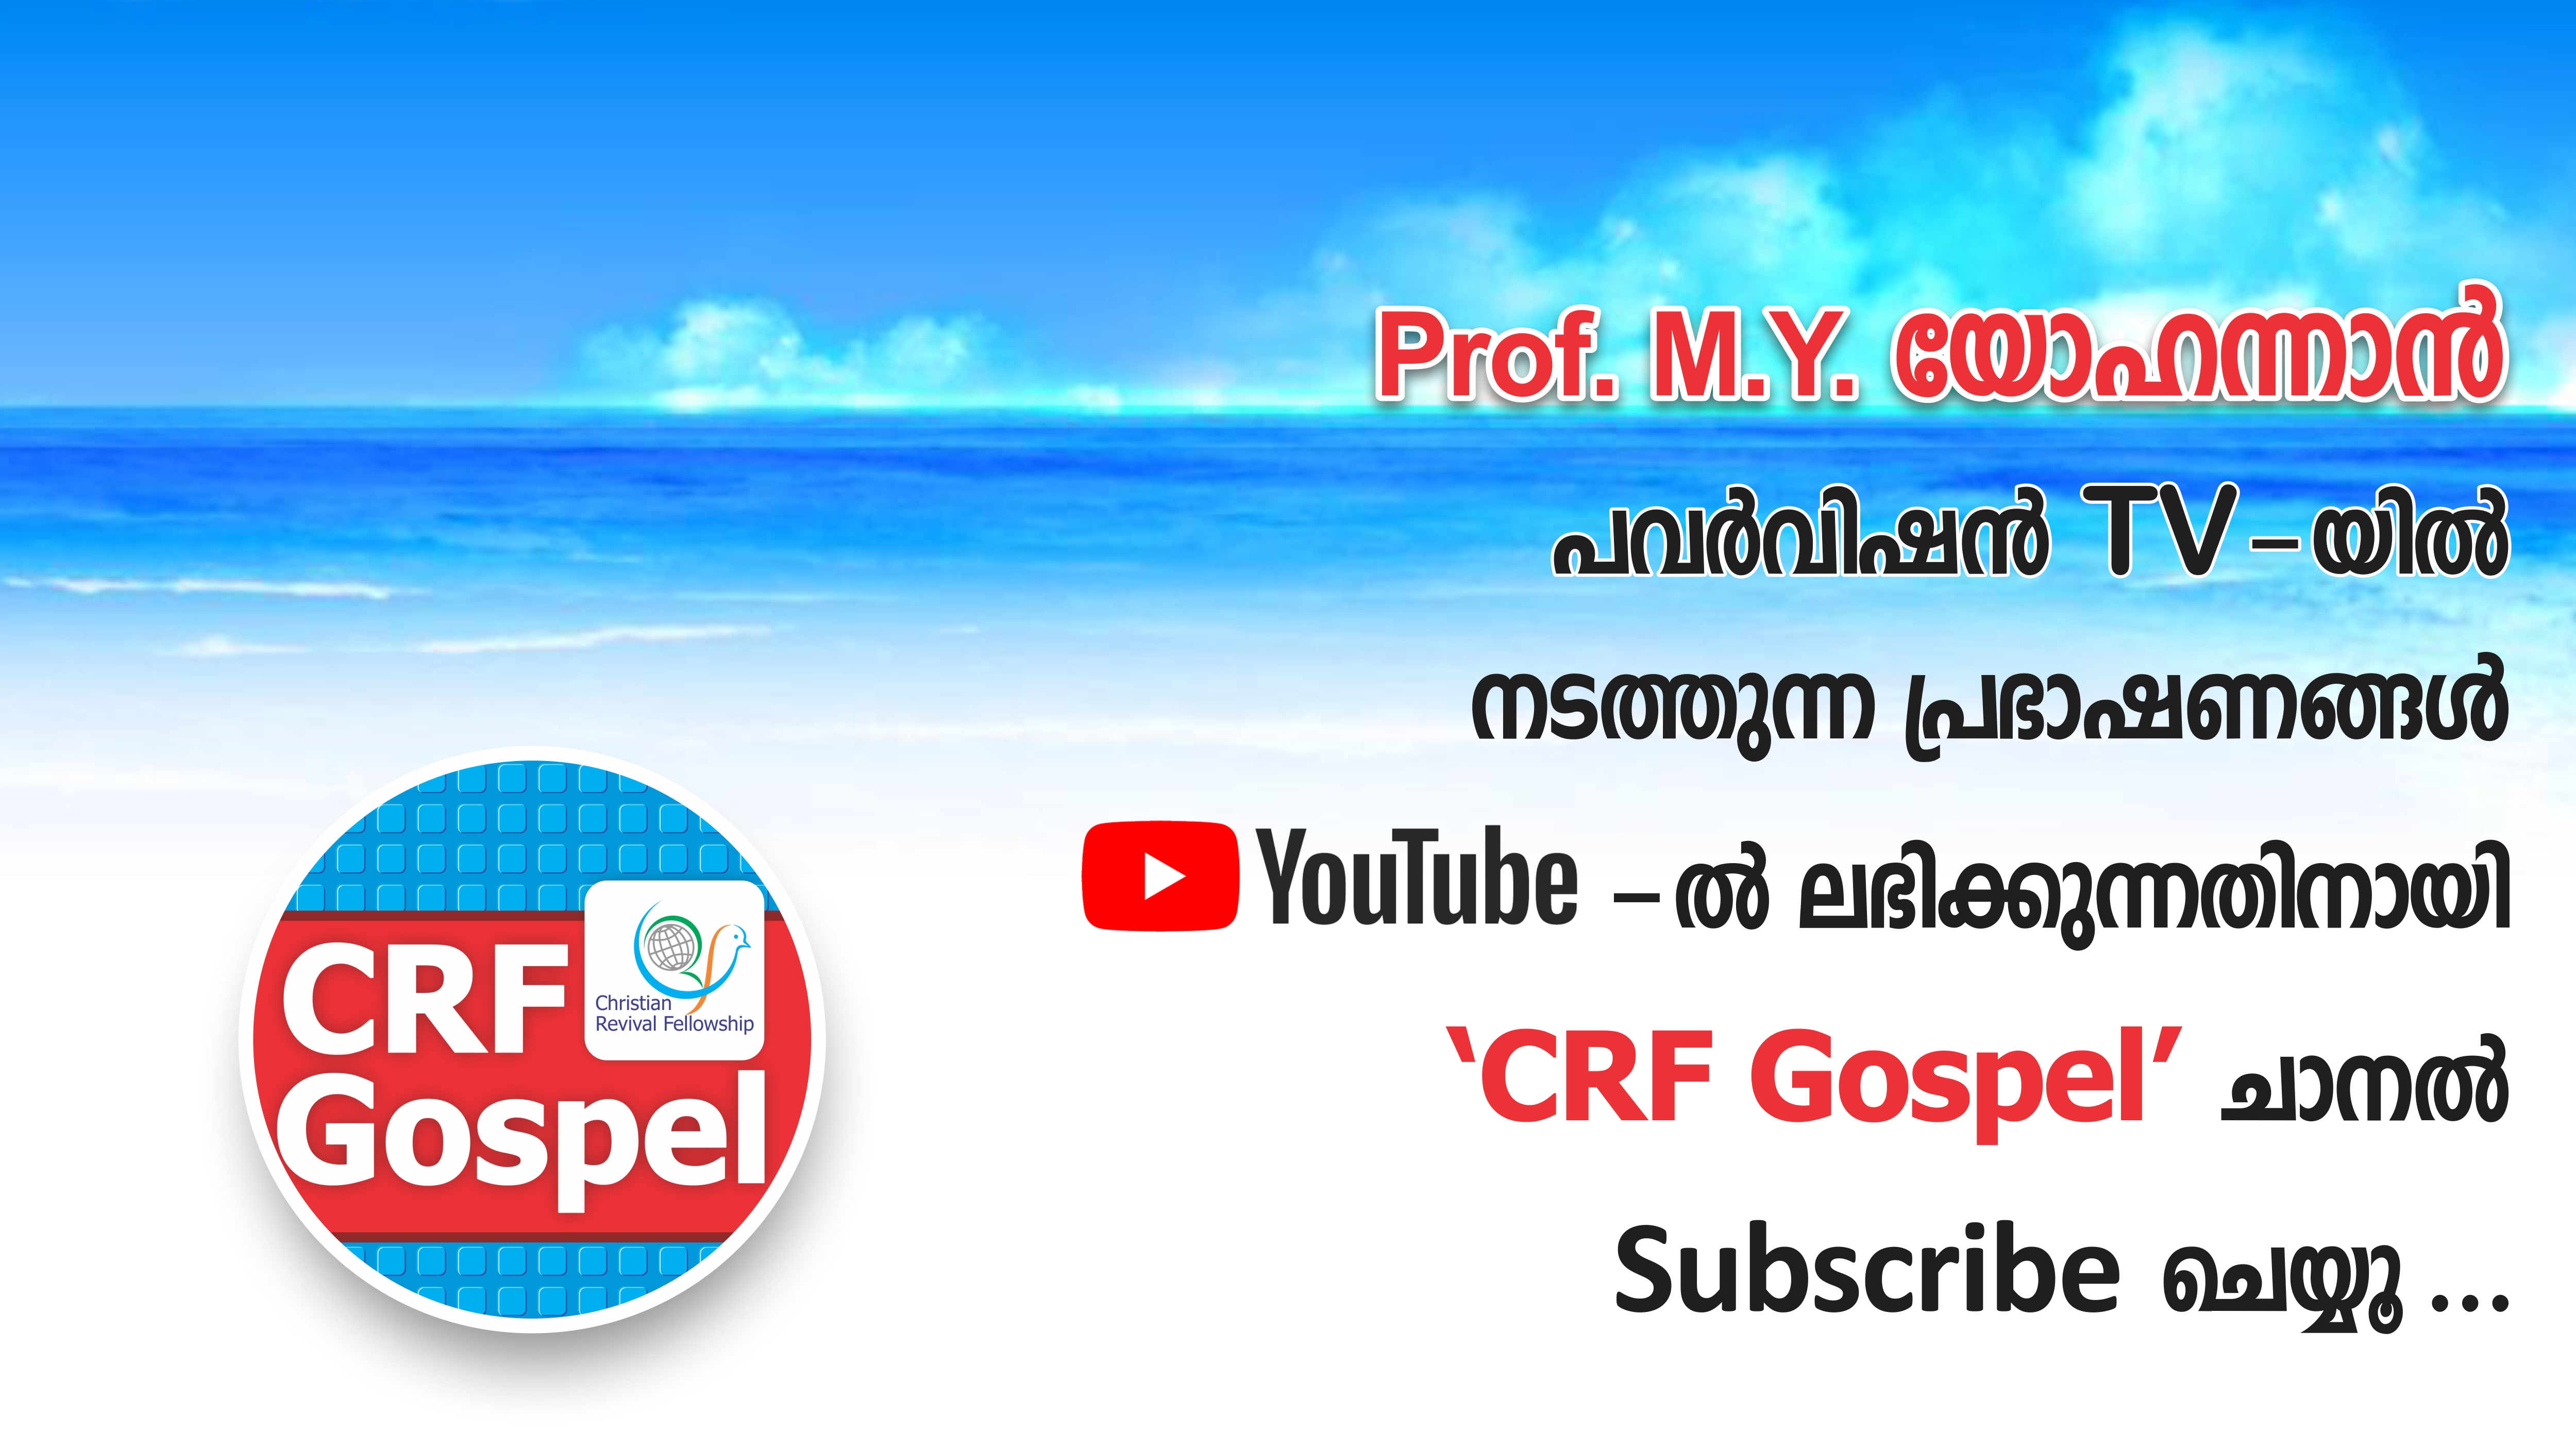 Prof. M.Y. യോഹന്നാൻ
പവർവിഷൻ TV-യിൽ
നടത്തുന്ന പ്രഭാഷണങ്ങൾ
YouTube -ൽ ലഭിക്കുന്നതിനായി
‘CRF Gospel’ ചാനൽ
Subscribe ചെയ്യൂ ...
CRF
Christian
Revival Fellowship
Gospel